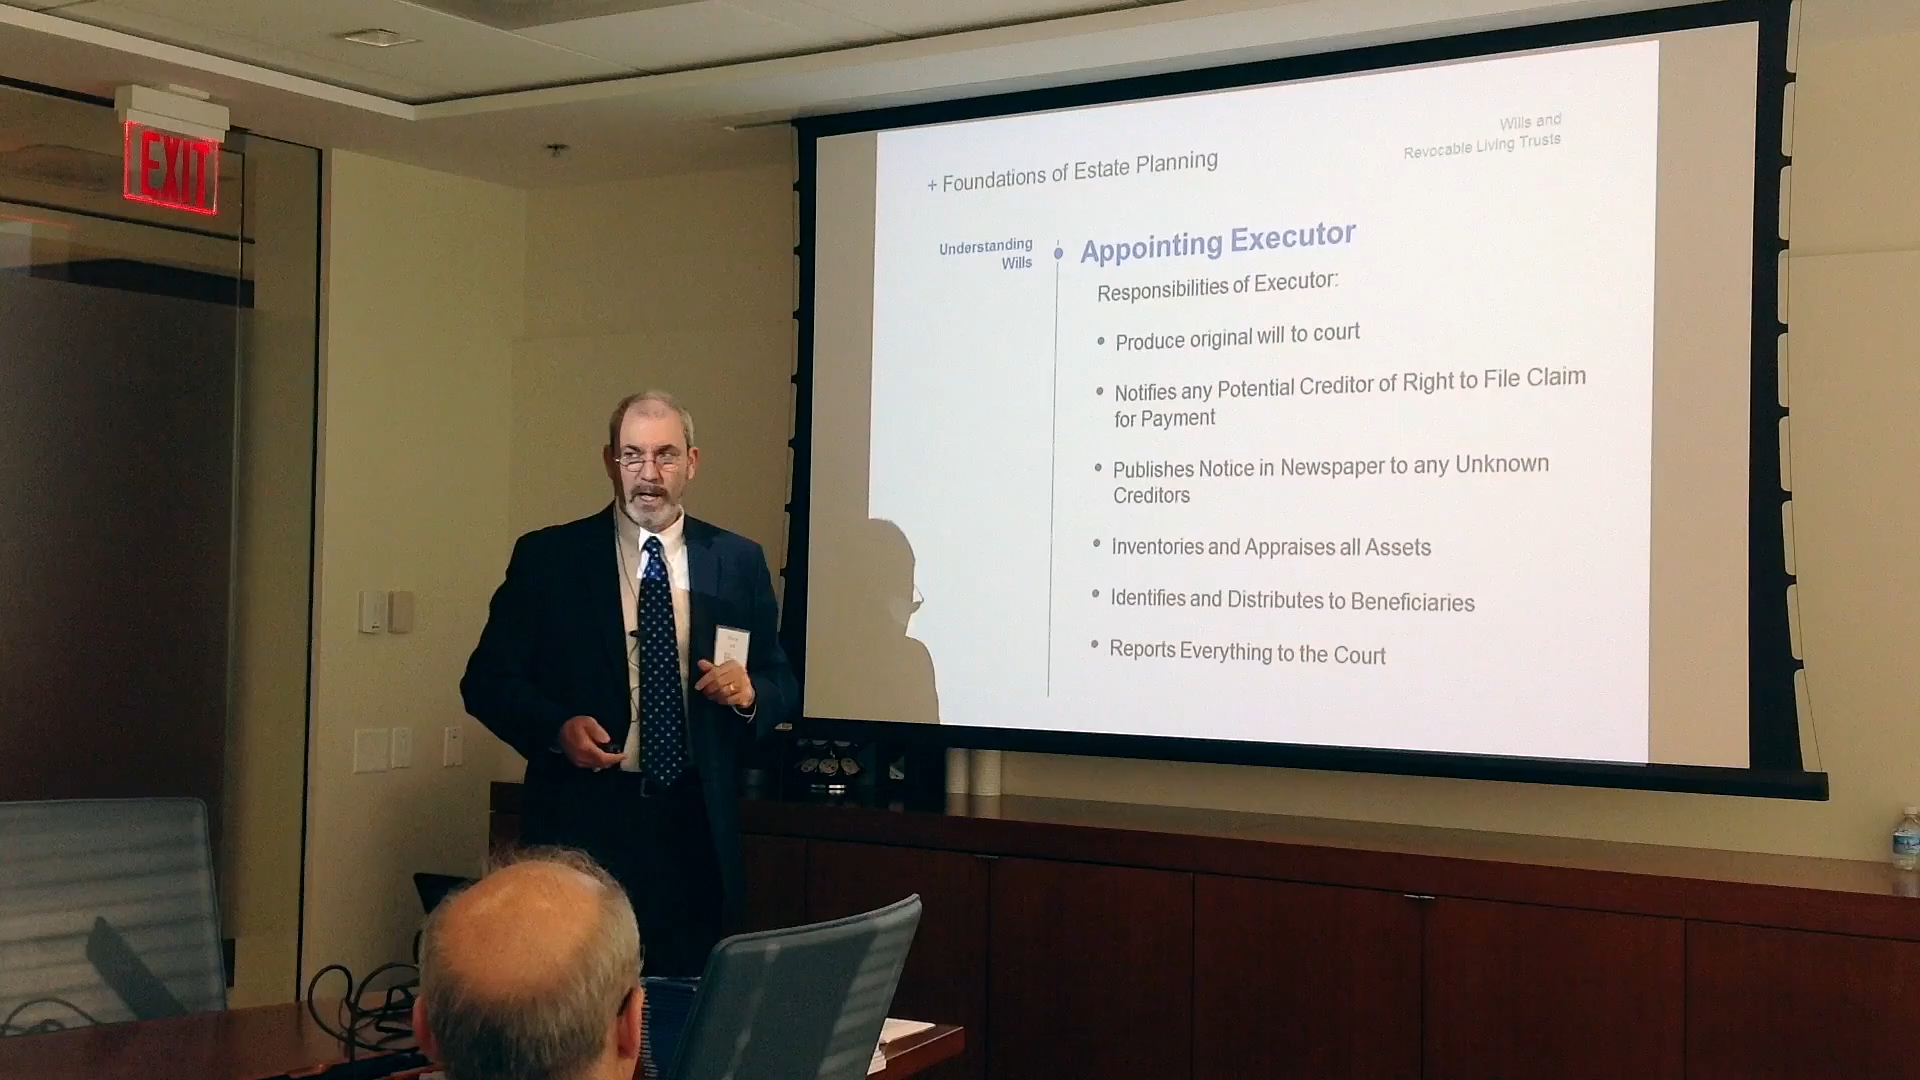 EXIT
Wills and
Revocable Living Trusts
+ Foundations of Estate Planning
Understanding
Wills
Appointing Executor
Responsibilities of Executor:
• Produce original will to court
• Notifies any Potential Creditor of Right to File Claim
for Payment
• Publishes Notice in Newspaper to any Unknown
Creditors
• Inventories and Appraises all Assets
• Identifies and Distributes to Beneficiaries
• Reports Everything to the Court